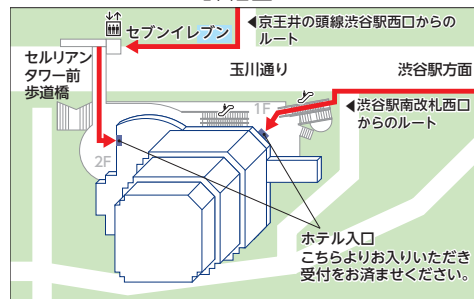 京王井の頭線渋谷駅西口からの
ルート
セブンイレブン
セルリアン
タワー前
歩道橋
玉川通り
渋谷駅方面
1F
渋谷駅南改札西口
からのルート
2F
ホテル入口
こちらよりお入りいただき
受付をお済ませください。